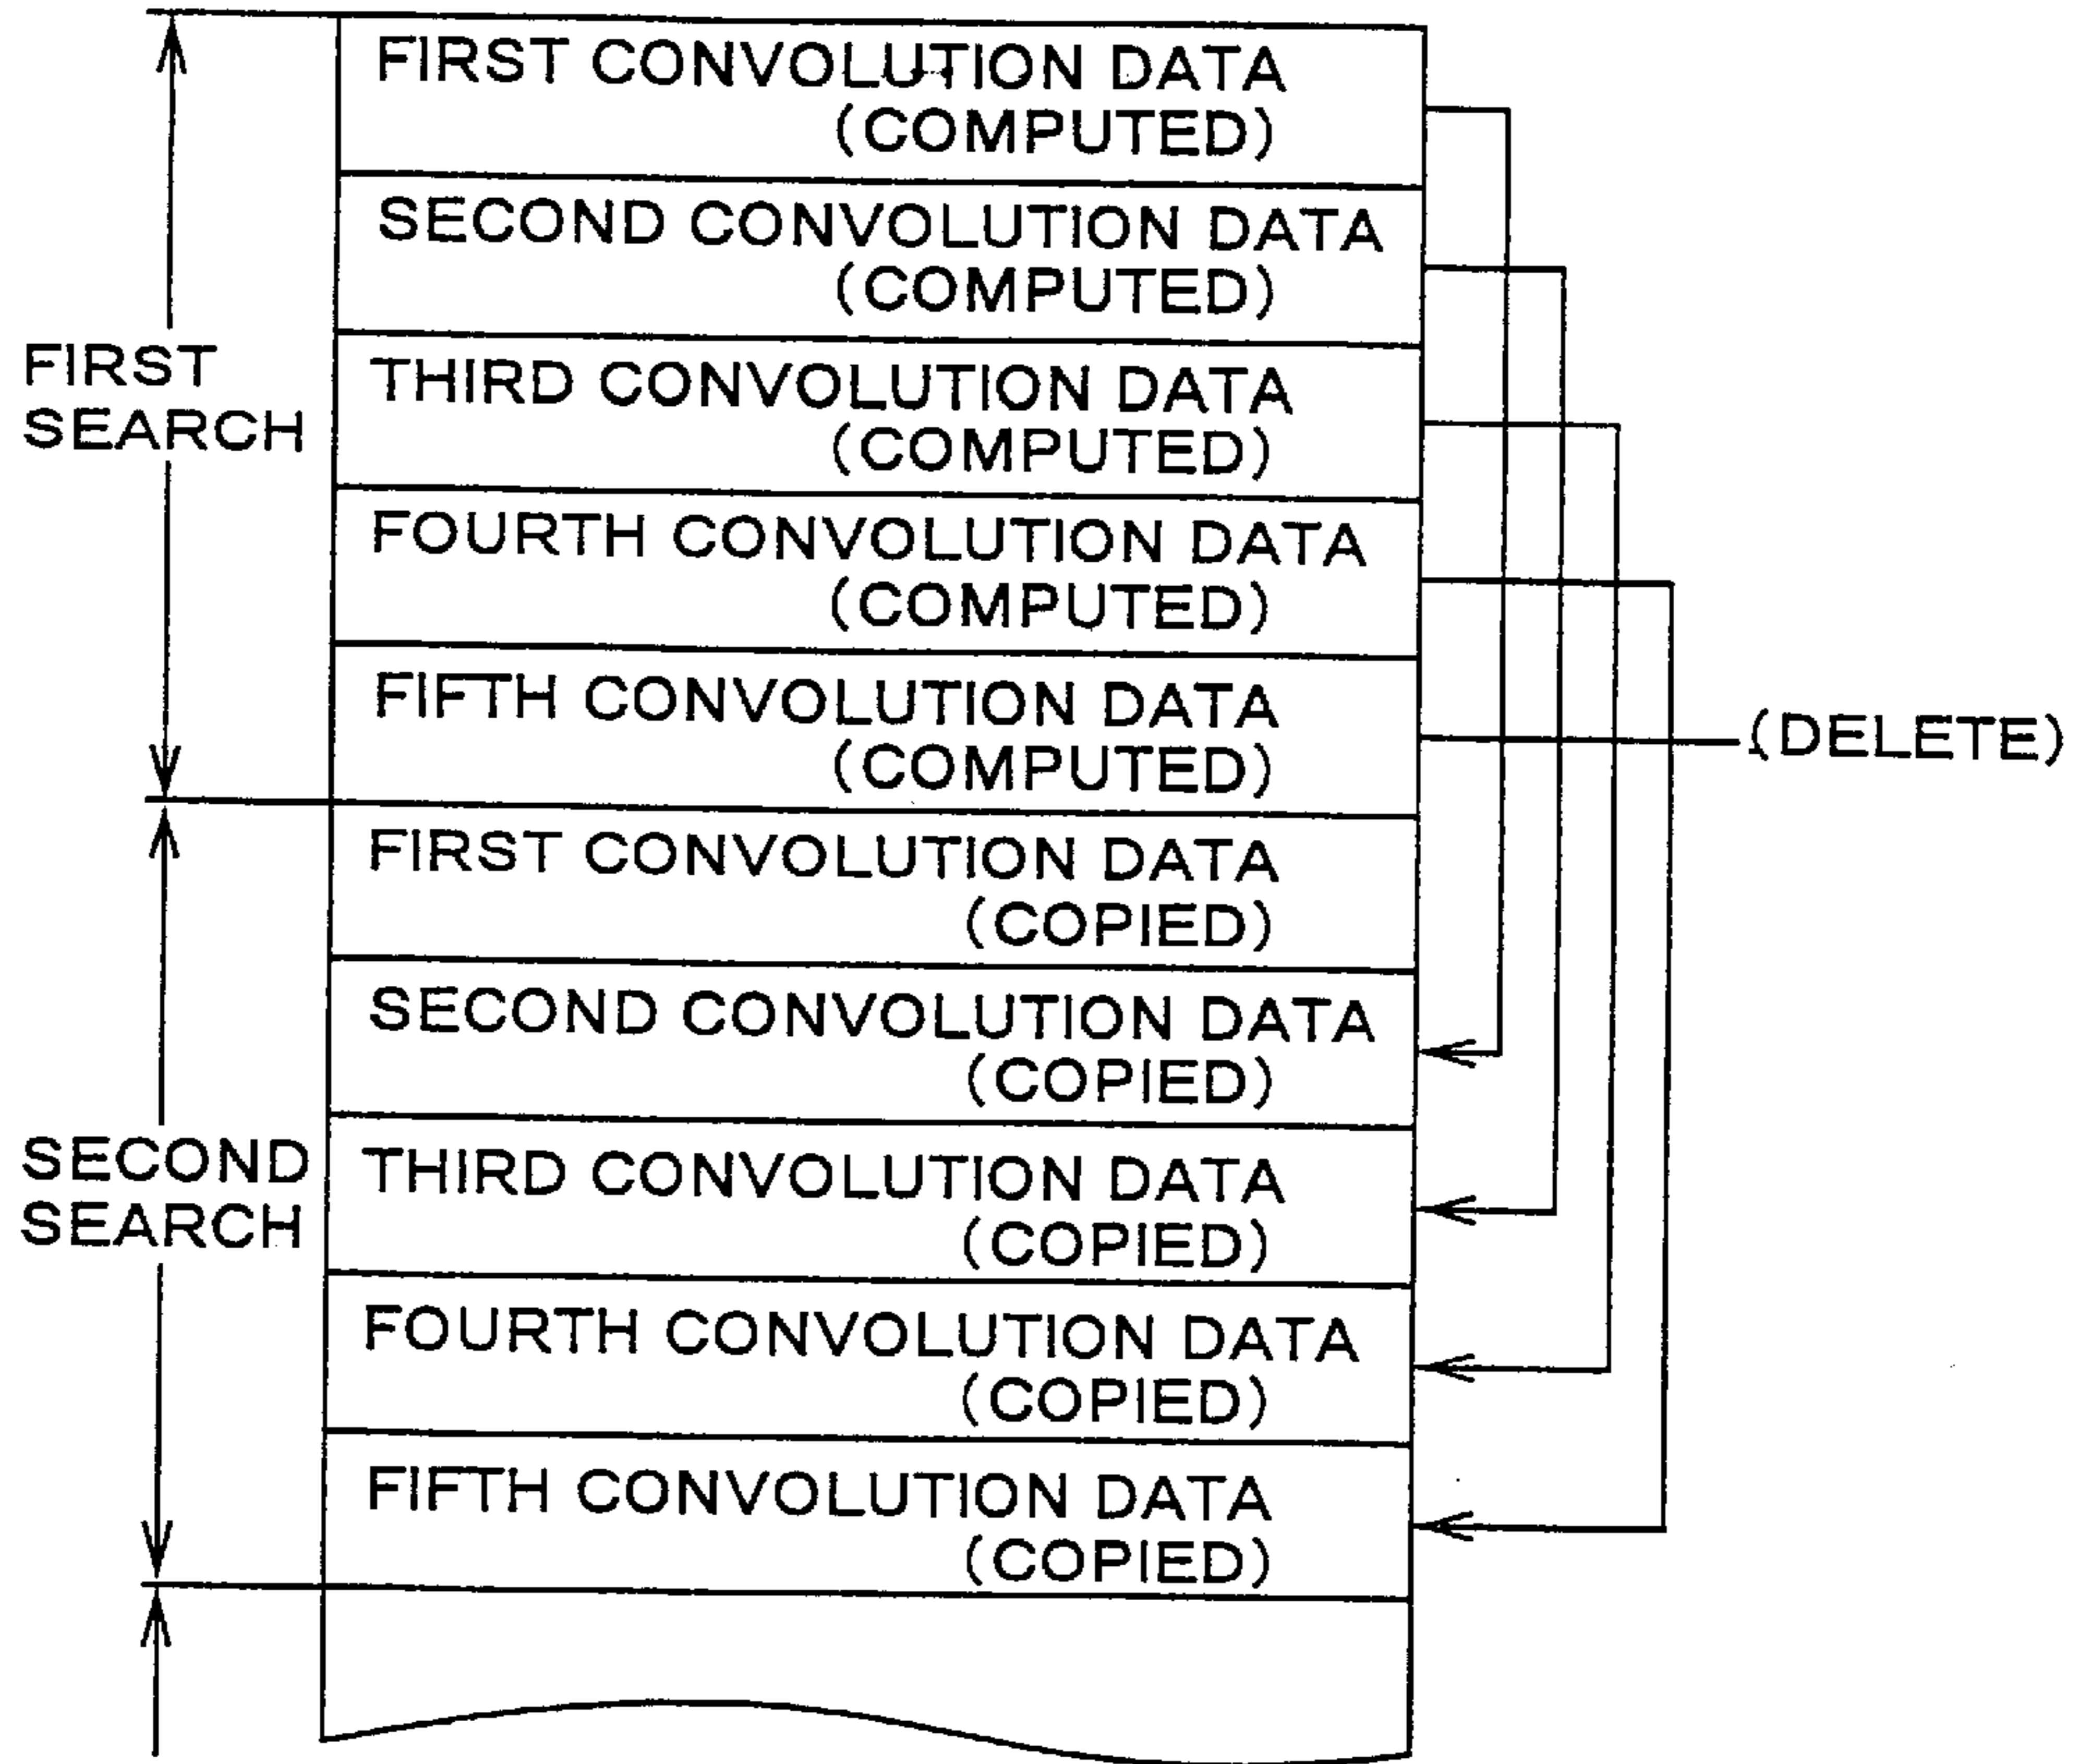 FIRST CONVOLUTION DATA
(COMPUTED)
SECOND CONVOLUTION DATA
(COMPUTED)
FIRST
SEARCH
THIRD CONVOLUTION DATA
(COMPUTED)
FOURTH CONVOLUTION DATA
(COMPUTED)
FIFTH CONVOLUTION DATA
(COMPUTED)
(DELETE)
FIRST CONVOLUTION DATA
(COPIED)
SECOND CONVOLUTION DATA
(COPIED)
SECOND
SEARCH
THIRD CONVOLUTION DATA
(COPIED)
FOURTH CONVOLUTION DATA
(COPIED)
FIFTH CONVOLUTION DATA
(COPIED)